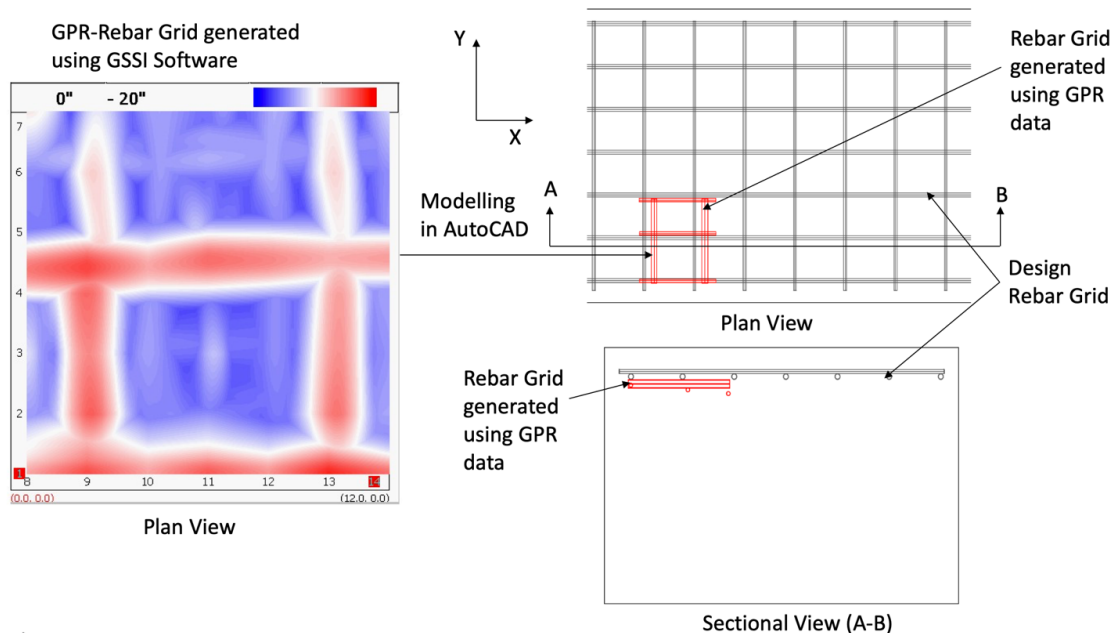 GPR-Rebar Grid generated
using GSSI Software
0" - 20"
7
6
5
4
3
2
1
8 9 10 11 12 13 14
(0.0, 0.0) (12.0, 0.0)
Plan View
Y
X
Modelling
in AutoCAD
A
B
Rebar Grid
generated
using GPR
data
Design
Rebar Grid
Plan View
Rebar Grid
generated
using GPR
data
Sectional View (A-B)